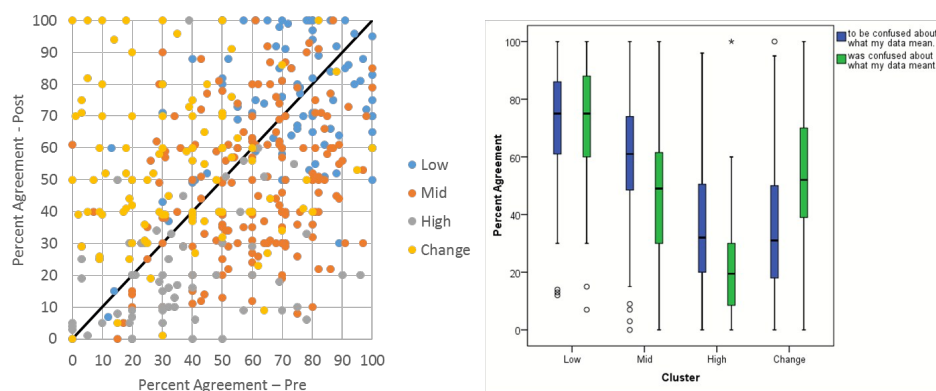 100
90
80
70
60
50
40
30
20
10
0
0 10 20 30 40 50 60 70 80 90 100
Percent Agreement - Post
Percent Agreement – Pre
Low
Mid
High
Change
100
80
60
40
20
0
Percent Agreement
Low Mid High Change
Cluster
to be confused about
what my data mean.
was confused about
what my data meant